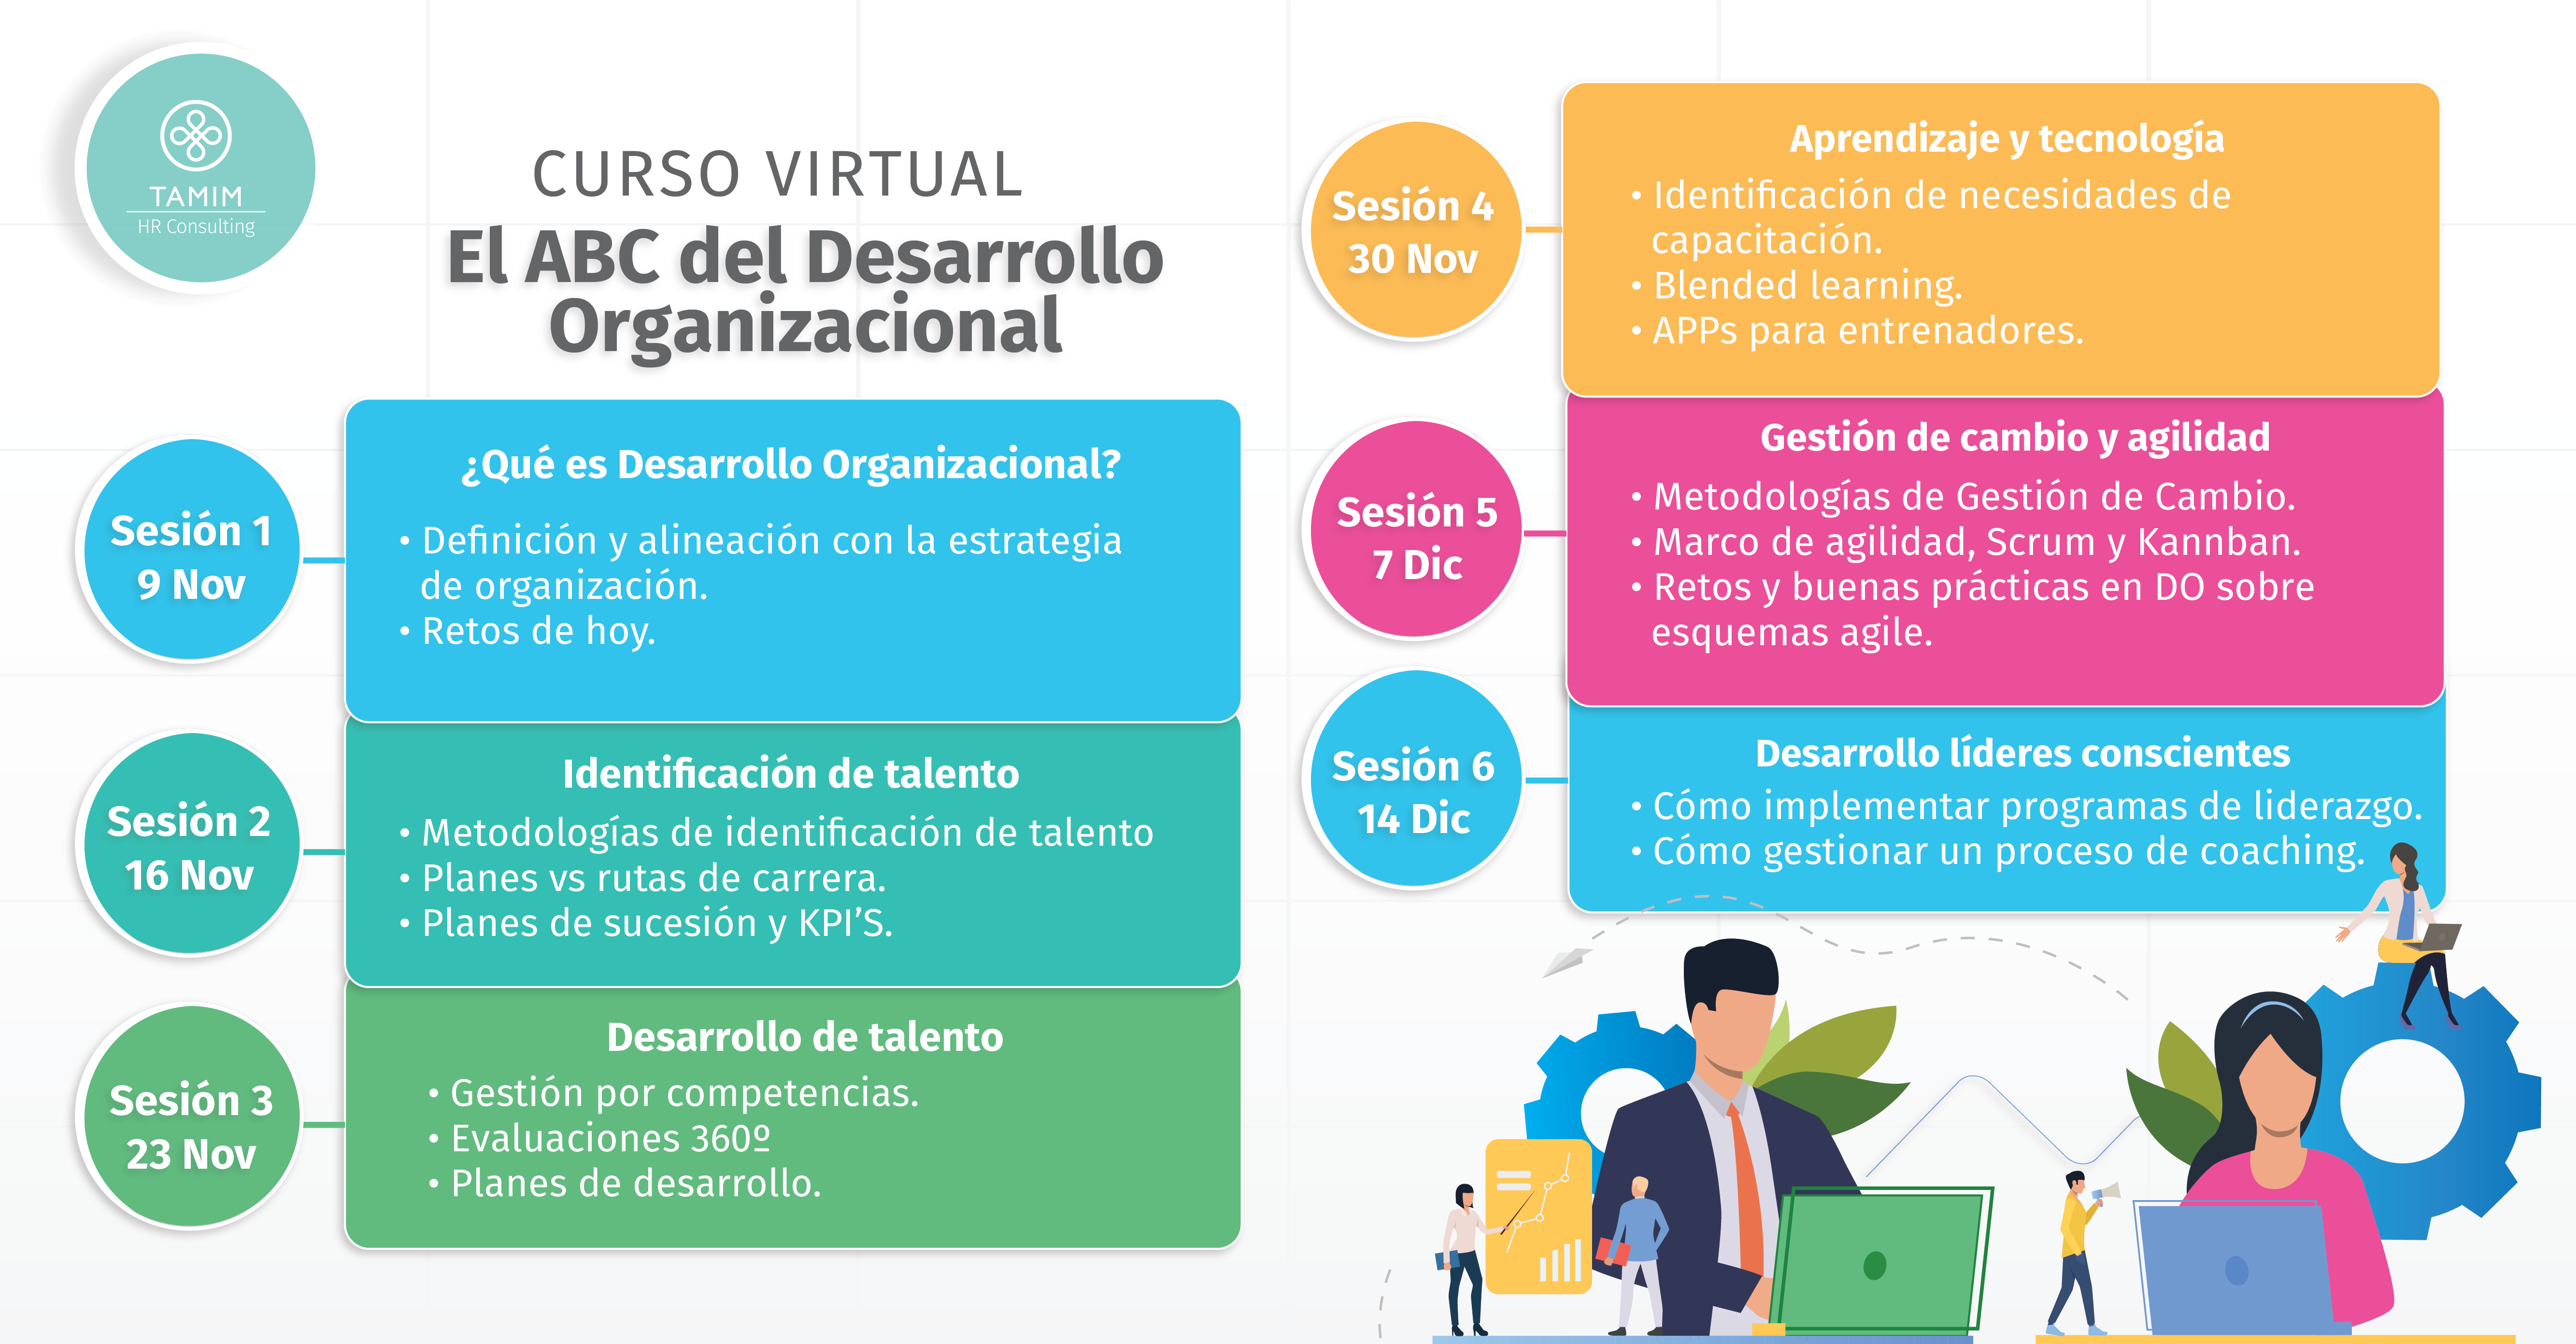 TAMIM
HR Consulting
CURSO VIRTUAL
El ABC del Desarrollo
Organizacional
Sesión 1
9 Nov
¿Qué es Desarrollo Organizacional?
• Definición y alineación con la estrategia
de organización.
• Retos de hoy.
Sesión 2
16 Nov
Identificación de talento
• Metodologías de identificación de talento
• Planes vs rutas de carrera.
• Planes de sucesión y KPI'S.
Sesión 3
23 Nov
Desarrollo de talento
• Gestión por competencias.
• Evaluaciones 360º
• Planes de desarrollo.
Sesión 4
30 Nov
Aprendizaje y tecnología
• Identificación de necesidades de
capacitación.
• Blended learning.
• APPs para entrenadores.
Sesión 5
7 Dic
Gestión de cambio y agilidad
• Metodologías de Gestión de Cambio.
• Marco de agilidad, Scrum y Kannban.
• Retos y buenas prácticas en DO sobre
esquemas agile.
Sesión 6
14 Dic
Desarrollo líderes conscientes
• Cómo implementar programas de liderazgo.
• Cómo gestionar un proceso de coaching.